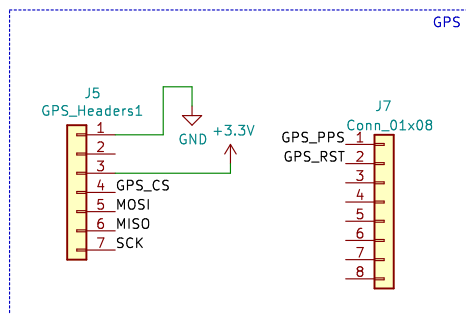 GPS
J5
GPS_Headers1
1
2
3
4
5
6
7
GND
+3.3V
GPS_CS
MOSI
MISO
SCK
J7
Conn_01x08
GPS_PPS
GPS_RST
1
2
3
4
5
6
7
8